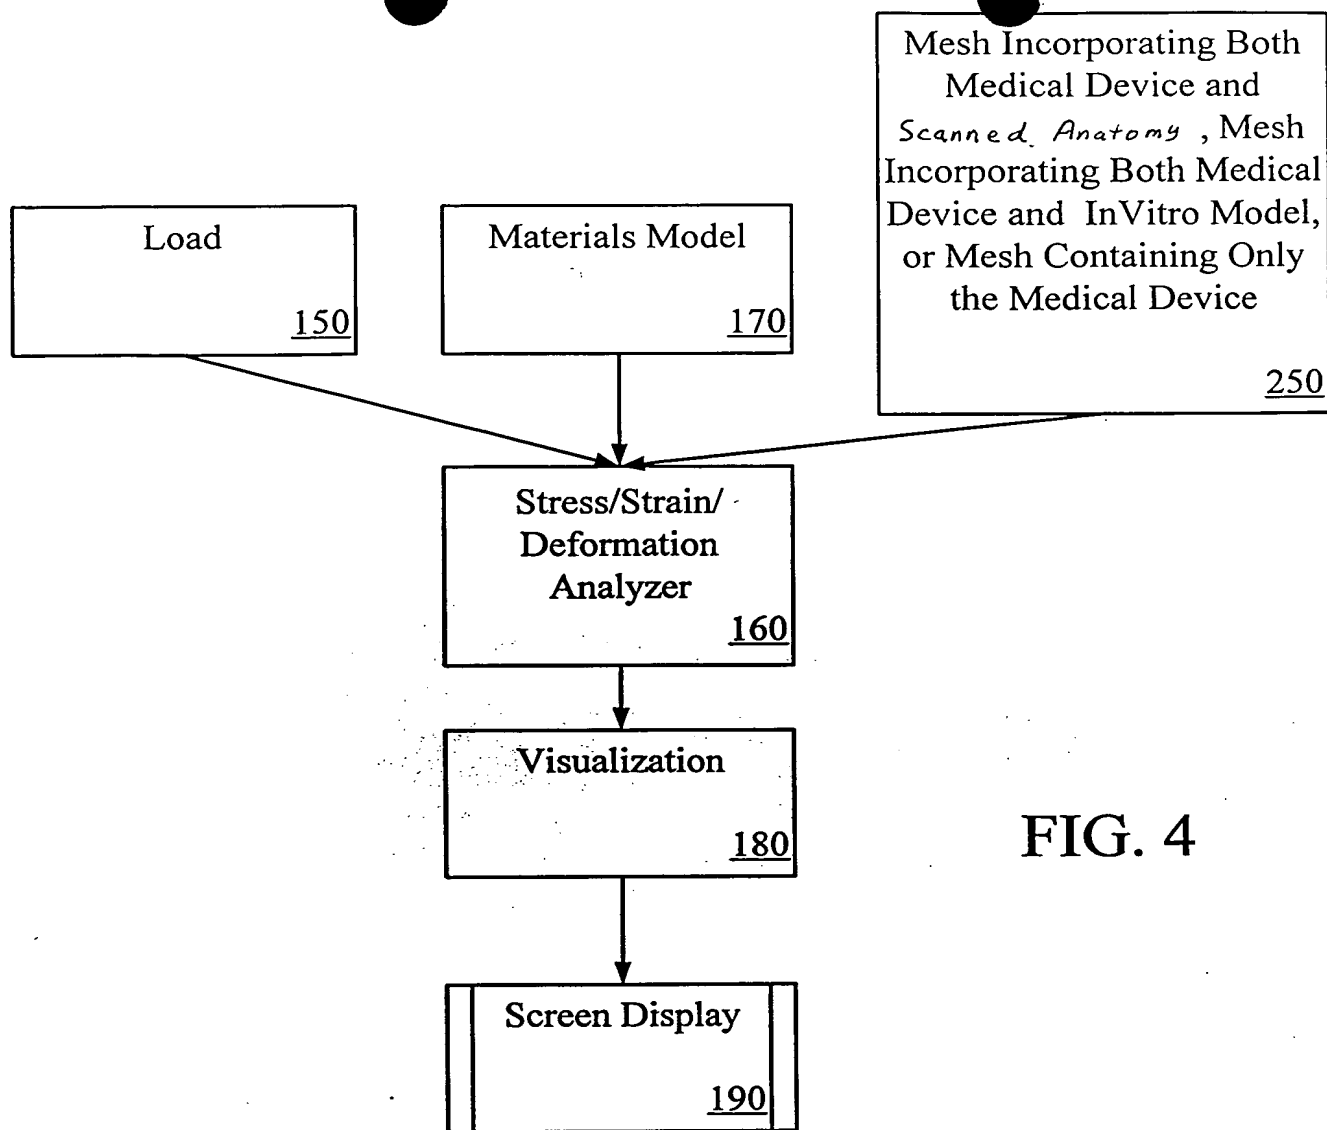 Mesh Incorporating Both
Medical Device and
Scanned Anatomy , Mesh
Incorporating Both Medical
Device and InVitro Model,
or Mesh Containing Only
the Medical Device
250
Load
150
Materials Model
170
Stress/Strain/
Deformation
Analyzer
160
Visualization
180
FIG. 4
Screen Display
190